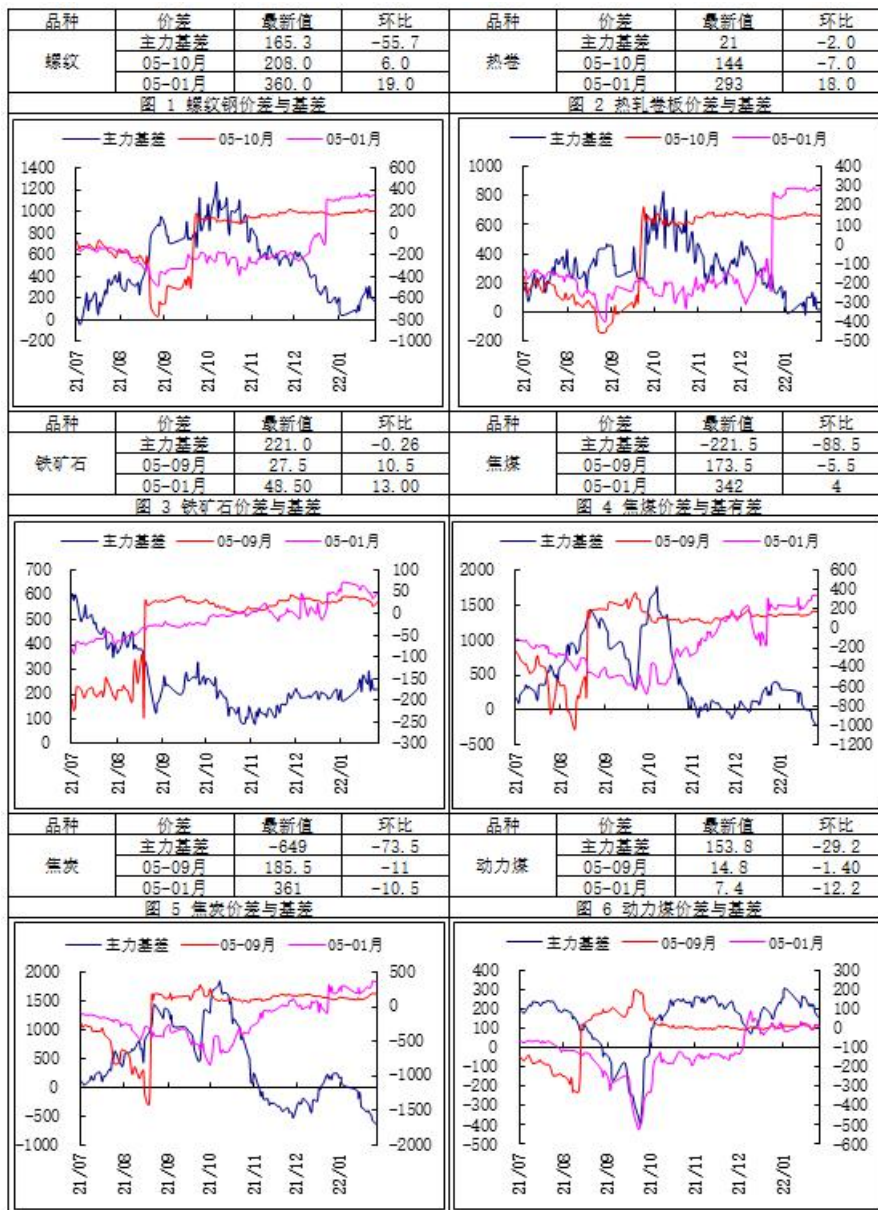 品种 价差 最新值 环比
螺纹 主力基差 165.3 -55.7
05-10月 208.0 6.0
05-01月 360.0 19.0
图 1 螺纹钢价差与基差
主力基差 05-10月 05-01月
1400
1200
1000
800
600
400
200
0
-200
600
400
200
0
-200
-400
-600
-800
-1000
21/07 21/08 21/09 21/10 21/11 21/12 22/01
品种 价差 最新值 环比
热卷 主力基差 21 -2.0
05-10月 144 -7.0
05-01月 293 18.0
图 2 热轧卷板价差与基差
主力基差 05-10月 05-01月
1000
800
600
400
200
0
-200
400
300
200
100
0
-100
-200
-300
-400
-500
21/07 21/08 21/09 21/10 21/11 21/12 22/01
品种 价差 最新值 环比
铁矿石 主力基差 221.0 -0.26
05-09月 27.5 10.5
05-01月 48.50 13.00
图 3 铁矿石价差与基差
主力基差 05-09月 05-01月
700
600
500
400
300
200
100
0
100
50
0
-50
-100
-150
-200
-250
-300
21/07 21/08 21/09 21/10 21/11 21/12 22/01
品种 价差 最新值 环比
焦煤 主力基差 -221.5 -88.5
05-09月 173.5 -5.5
05-01月 342 4
图 4 焦煤价差与基有差
主力基差 05-09月 05-01月
2000
1500
1000
500
0
-500
600
400
200
0
-200
-400
-600
-800
-1000
-1200
21/07 21/08 21/09 21/10 21/11 21/12 22/01
品种 价差 最新值 环比
焦炭 主力基差 -649 -73.5
05-09月 185.5 -11
05-01月 361 -10.5
图 5 焦炭价差与基差
主力基差 05-09月 05-01月
2000
1500
1000
500
0
-500
-1000
500
0
-500
-1000
-1500
-2000
21/07 21/08 21/09 21/10 21/11 21/12 22/01
品种 价差 最新值 环比
动力煤 主力基差 153.8 -29.2
05-09月 14.8 -1.40
05-01月 7.4 -12.2
图 6 动力煤价差与基差
主力基差 05-09月 05-01月
400
300
200
100
0
-100
-200
-300
-400
-500
300
200
100
0
-100
-200
-300
-400
-500
-600
21/07 21/08 21/09 21/10 21/11 21/12 22/01